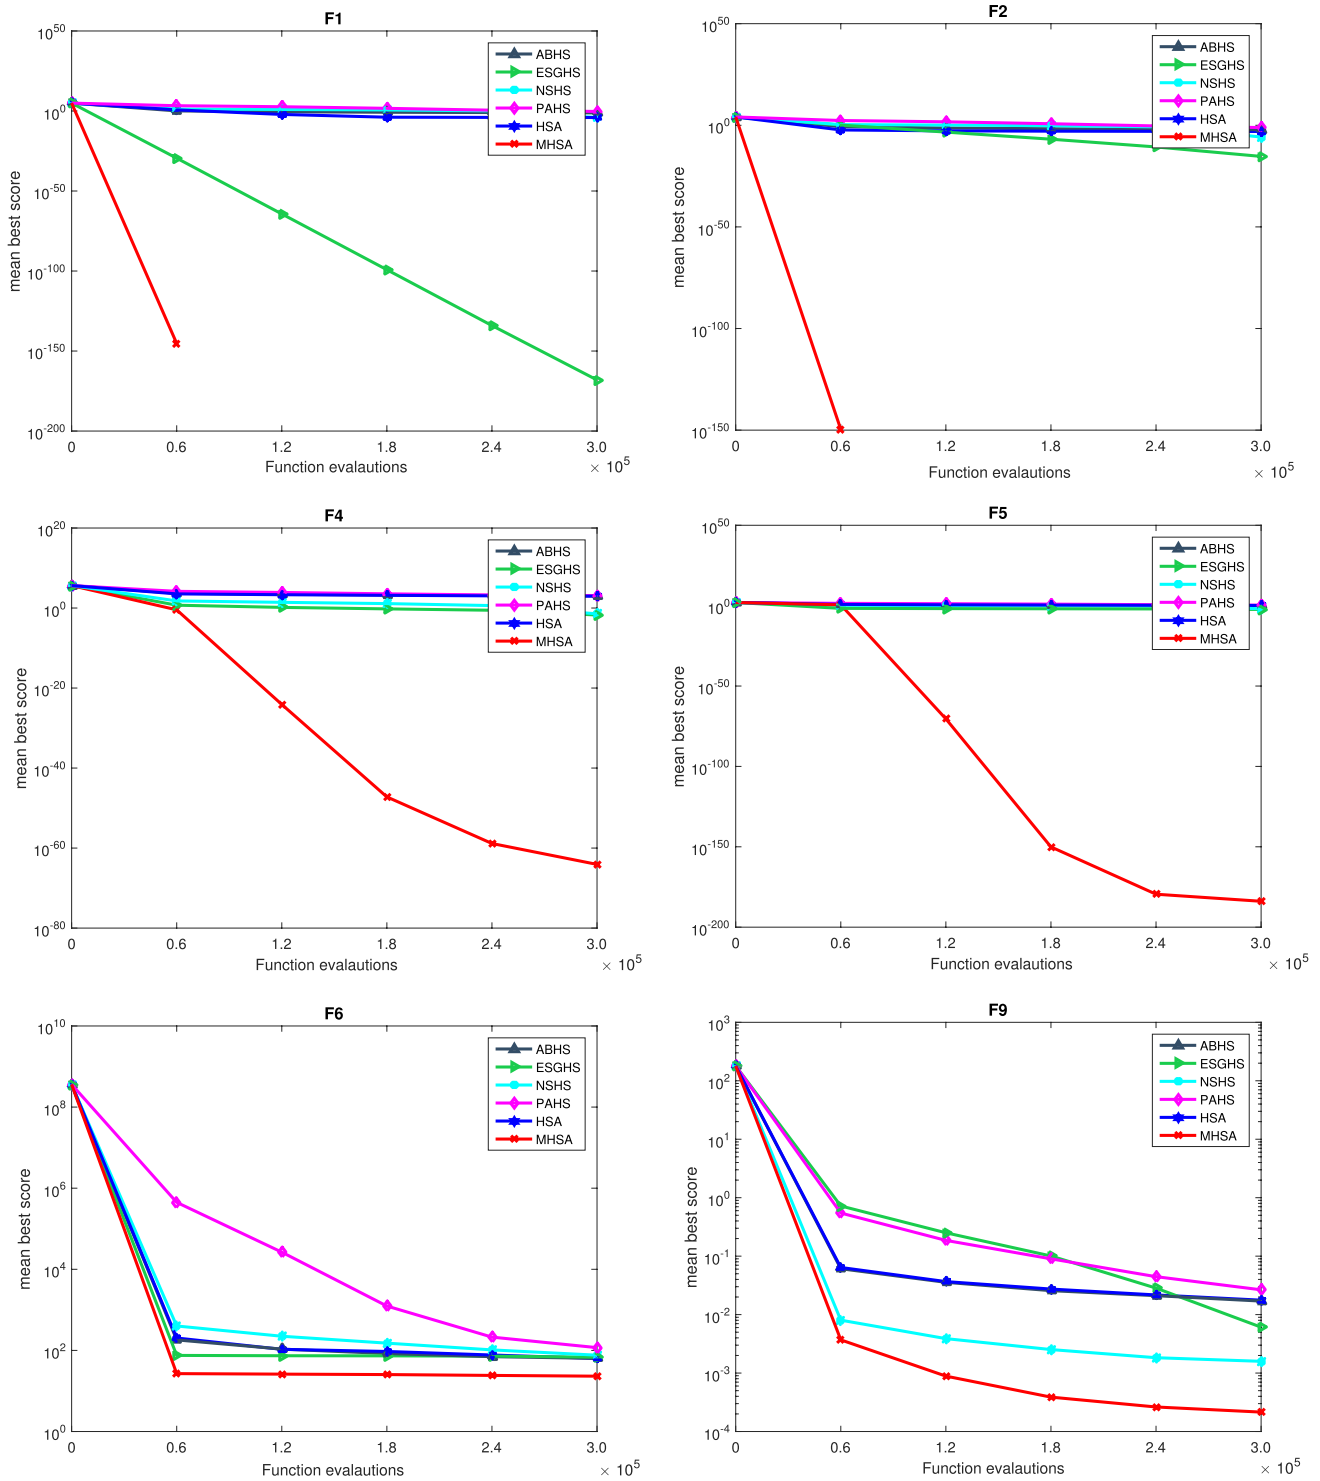 F1
10^50
10^0
10^-50
10^-100
10^-150
10^-200
mean best score
ABHS
ESGHS
NSHS
PAHS
HSA
MHSA
0 0.6 1.2 1.8 2.4 3.0
Function evalautions
× 10^5
F2
10^50
10^0
10^-50
10^-100
10^-150
mean best score
ABHS
ESGHS
NSHS
PAHS
HSA
MHSA
0 0.6 1.2 1.8 2.4 3.0
Function evalautions
× 10^5
F4
10^20
10^0
10^-20
10^-40
10^-60
10^-80
mean best score
ABHS
ESGHS
NSHS
PAHS
HSA
MHSA
0 0.6 1.2 1.8 2.4 3.0
Function evalautions
× 10^5
F5
10^50
10^0
10^-50
10^-100
10^-150
10^-200
mean best score
ABHS
ESGHS
NSHS
PAHS
HSA
MHSA
0 0.6 1.2 1.8 2.4 3.0
Function evalautions
× 10^5
F6
10^10
10^8
10^6
10^4
10^2
10^0
mean best score
ABHS
ESGHS
NSHS
PAHS
HSA
MHSA
0 0.6 1.2 1.8 2.4 3.0
Function evalautions
× 10^5
F9
10^3
10^2
10^1
10^0
10^-1
10^-2
10^-3
10^-4
mean best score
ABHS
ESGHS
NSHS
PAHS
HSA
MHSA
0 0.6 1.2 1.8 2.4 3.0
Function evalautions
× 10^5